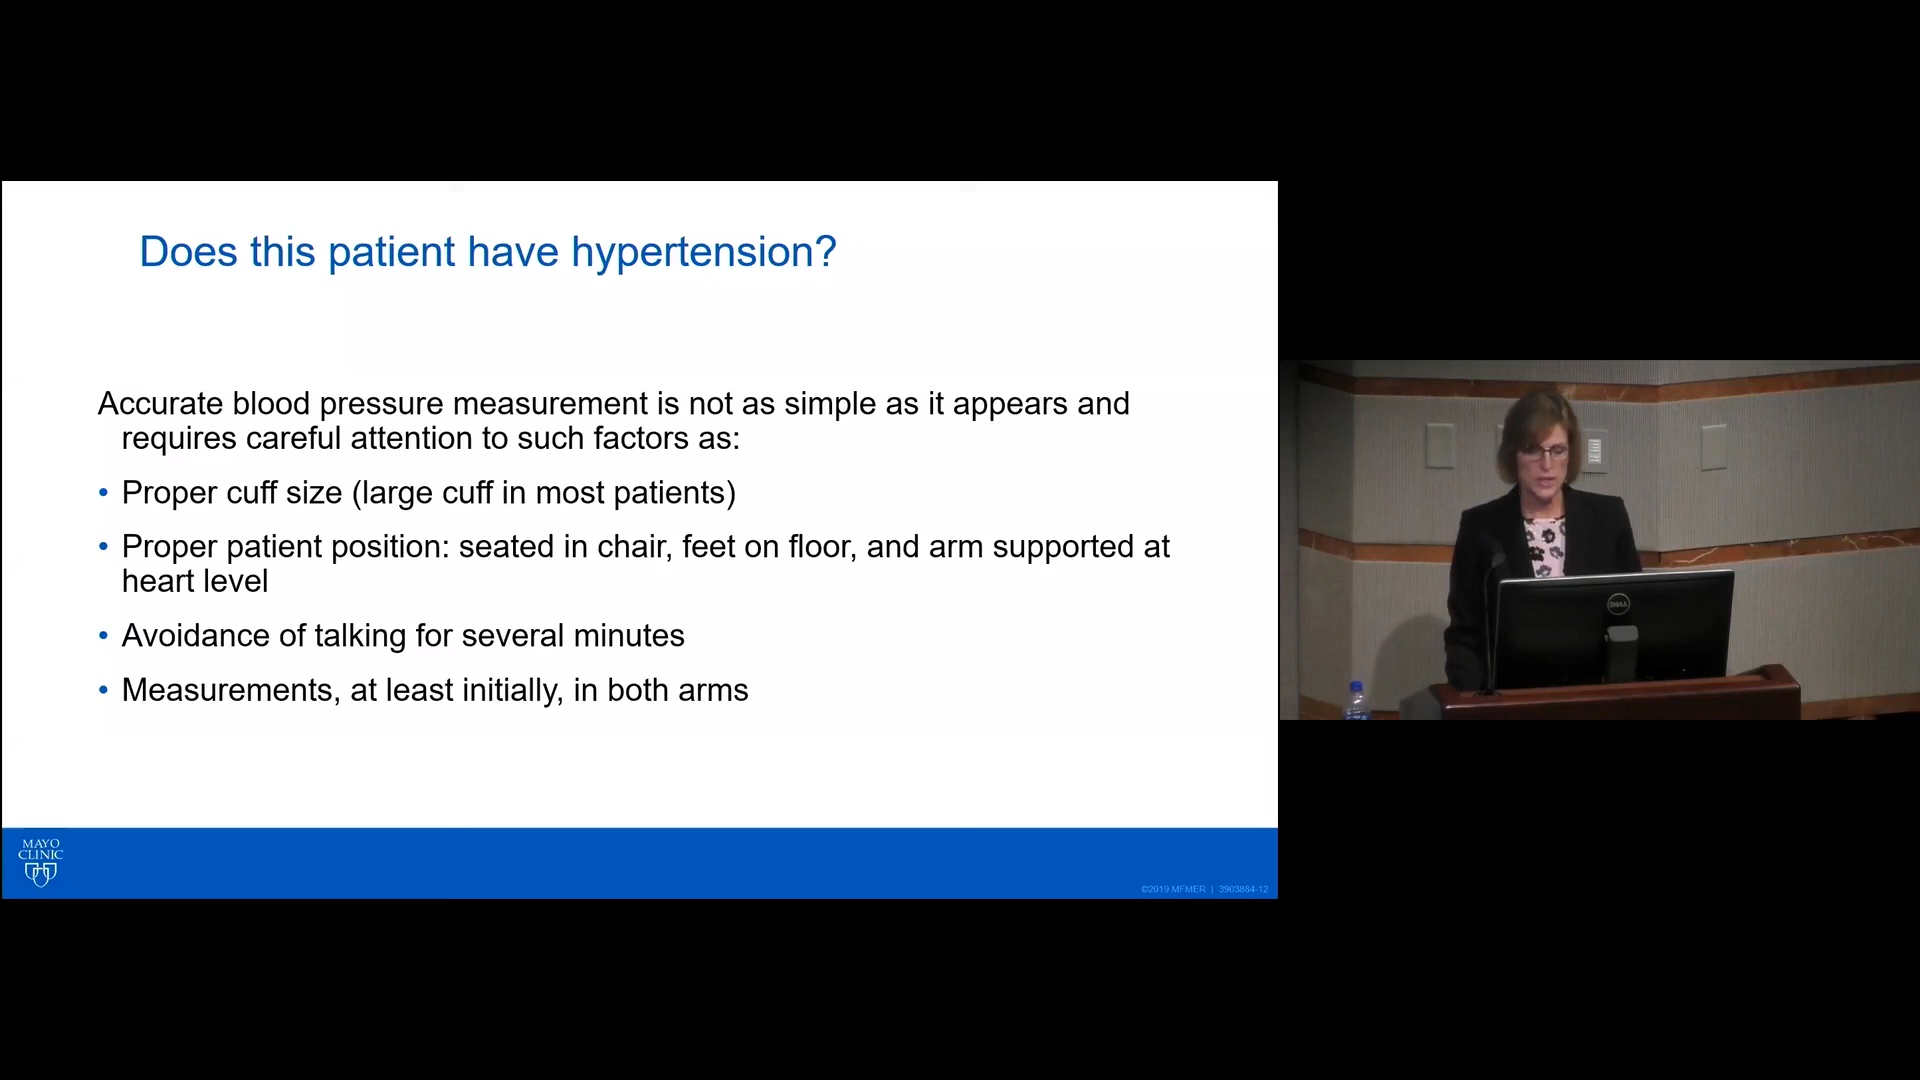 Does this patient have hypertension?
Accurate blood pressure measurement is not as simple as it appears and
requires careful attention to such factors as:
• Proper cuff size (large cuff in most patients)
• Proper patient position: seated in chair, feet on floor, and arm supported at
heart level
• Avoidance of talking for several minutes
• Measurements, at least initially, in both arms
MAYO
CLINIC
©2019 MFMER | 3903884-12
DELL